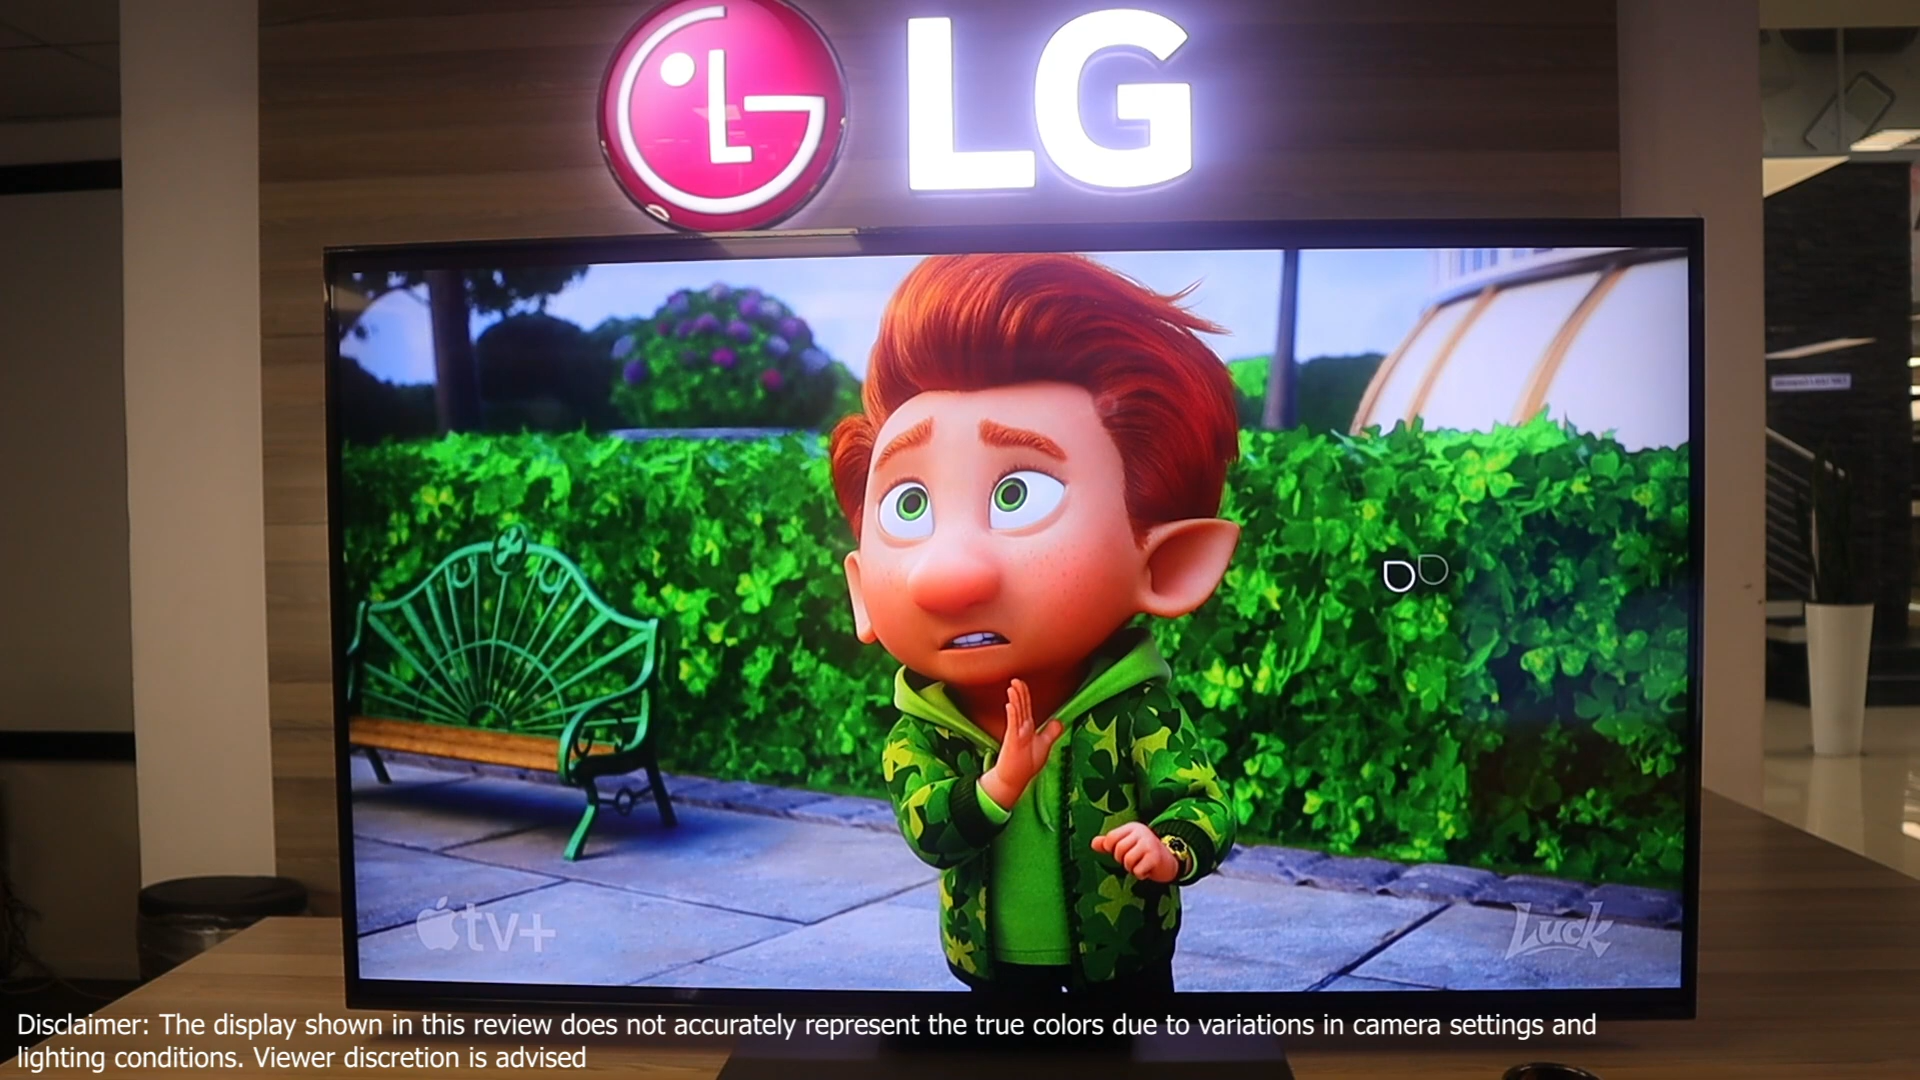 LG
LG
tv+
Luck
Disclaimer: The display shown in this review does not accurately represent the true colors due to variations in camera settings and
lighting conditions. Viewer discretion is advised